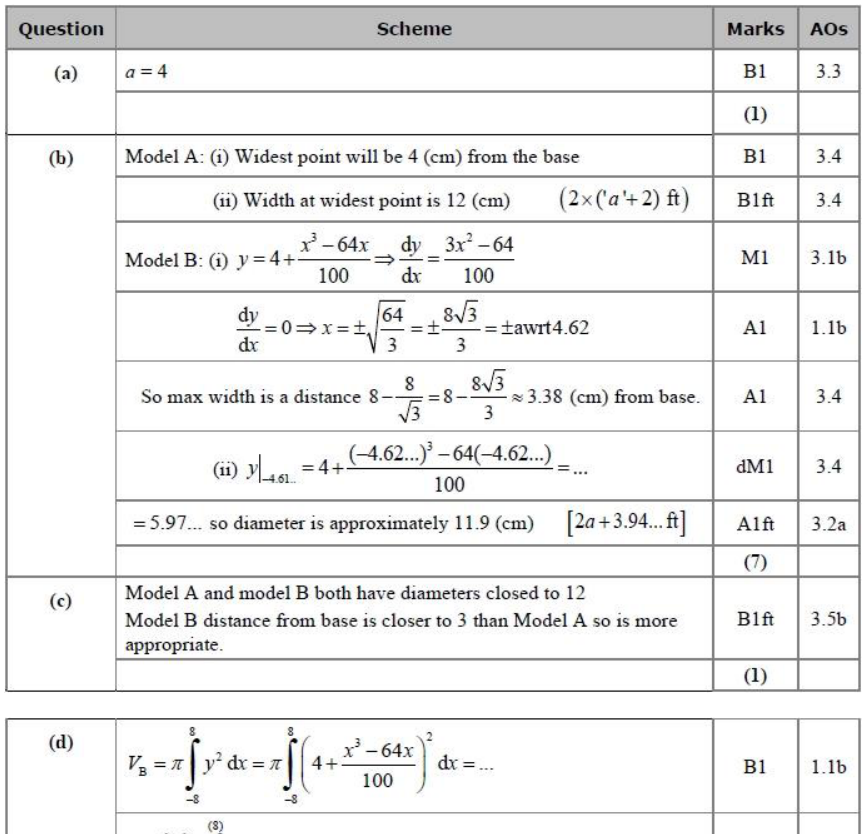 Question Scheme Marks AOs
(a) a = 4 B1 3.3
(1)
(b) Model A: (i) Widest point will be 4 (cm) from the base B1 3.4
(ii) Width at widest point is 12 (cm) (2×('a'+2) ft) B1ft 3.4
Model B: (i) y = 4 + (x³ − 64x)/100 ⇒ dy/dx = (3x² − 64)/100 M1 3.1b
dy/dx = 0 ⇒ x = ±√(64/3) = ±8√3/3 = ±awrt4.62 A1 1.1b
So max width is a distance 8 − 8/√3 = 8 − 8√3/3 ≈ 3.38 (cm) from base. A1 3.4
(ii) y|₋₄.₆₁.. = 4 + ((−4.62...)³ − 64(−4.62...))/100 = ... dM1 3.4
= 5.97... so diameter is approximately 11.9 (cm) [2a + 3.94... ft] A1ft 3.2a
(7)
(c) Model A and model B both have diameters closed to 12
Model B distance from base is closer to 3 than Model A so is more
appropriate. B1ft 3.5b
(1)
(d) V_B = π∫₋₈⁸ y² dx = π∫₋₈⁸ (4 + (x³ − 64x)/100)² dx = ... B1 1.1b
(8)